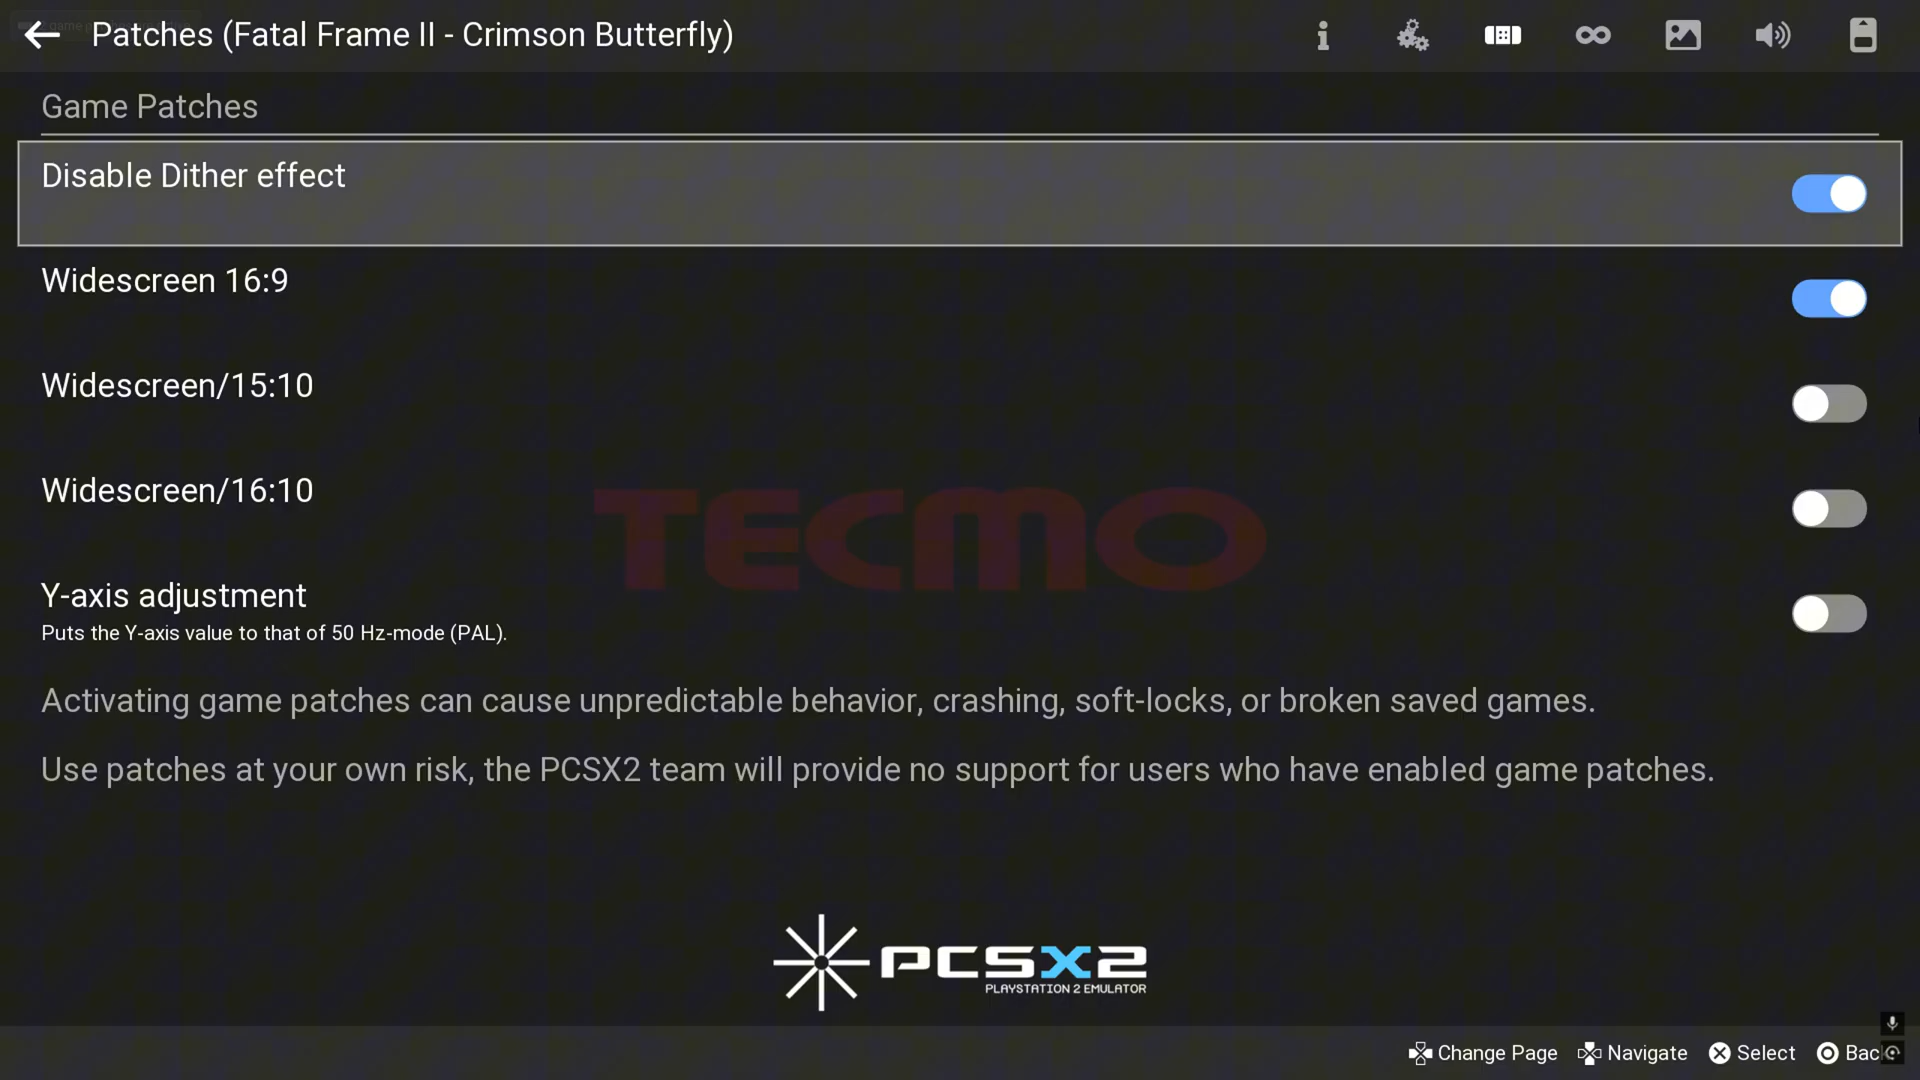 Patches (Fatal Frame II - Crimson Butterfly)
Game Patches
Disable Dither effect
Widescreen 16:9
Widescreen/15:10
Widescreen/16:10
TECMO
Y-axis adjustment
Puts the Y-axis value to that of 50 Hz-mode (PAL).
Activating game patches can cause unpredictable behavior, crashing, soft-locks, or broken saved games.
Use patches at your own risk, the PCSX2 team will provide no support for users who have enabled game patches.
PCSX2
PLAYSTATION 2 EMULATOR
Change Page Navigate Select Bac